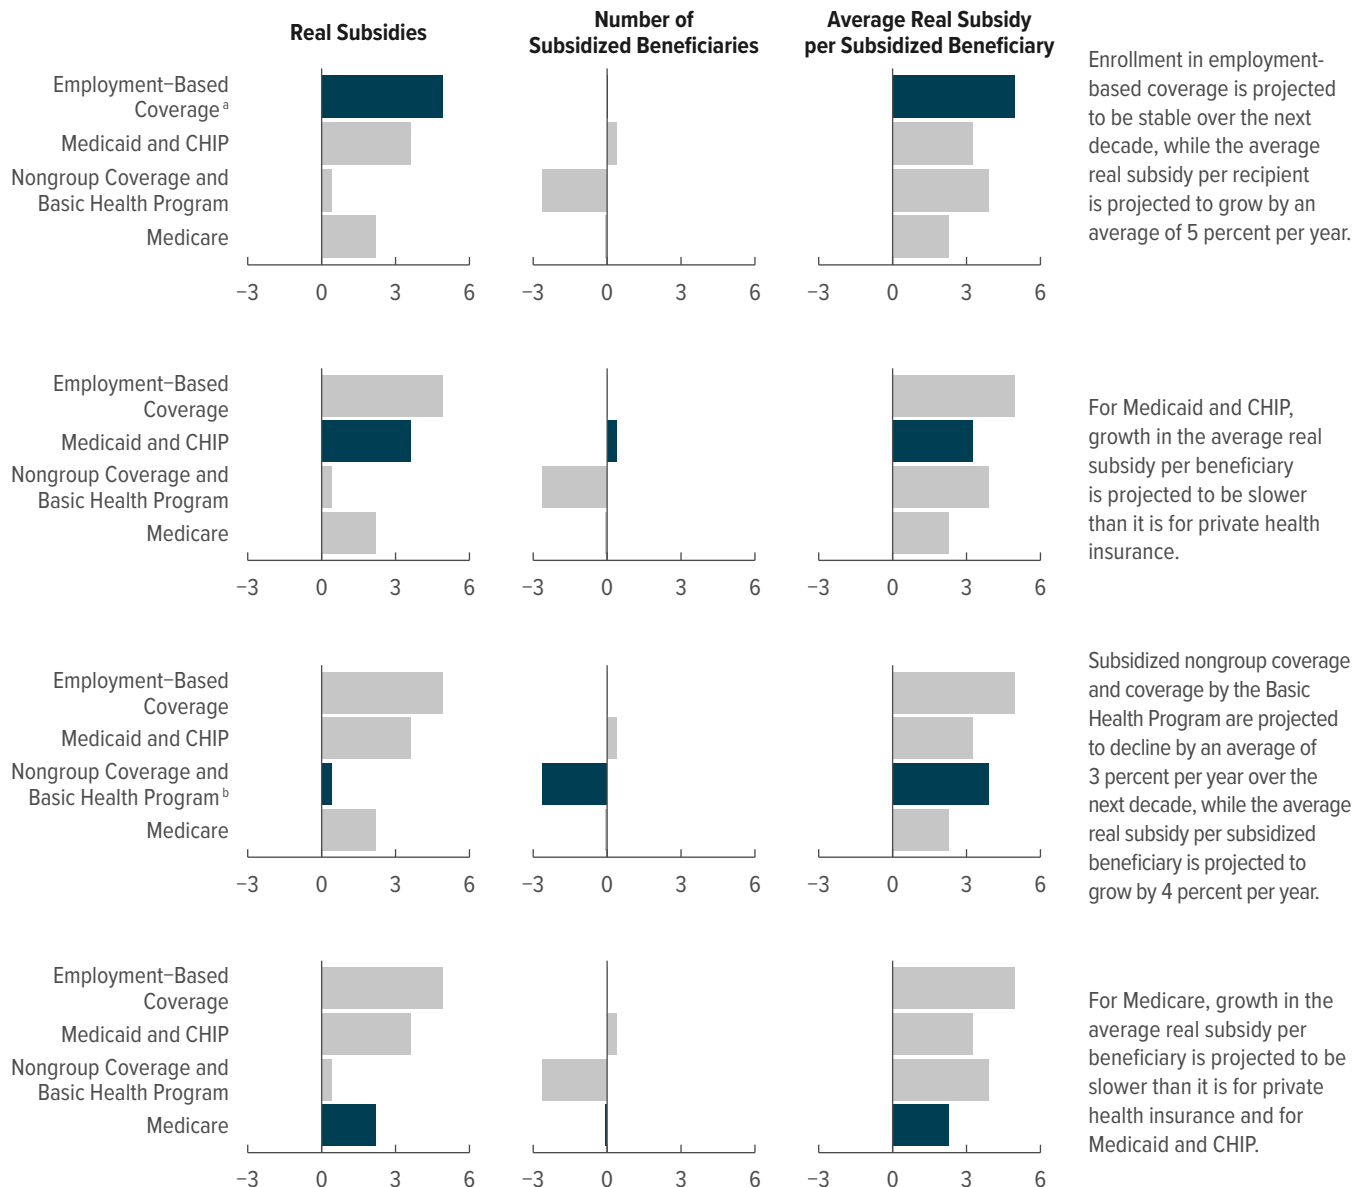 Real Subsidies
Number of
Subsidized Beneficiaries
Average Real Subsidy
per Subsidized Beneficiary
Employment–Based
Coverage a
Medicaid and CHIP
Nongroup Coverage and
Basic Health Program
Medicare
−3 0 3 6
−3 0 3 6
−3 0 3 6
Enrollment in employment-
based coverage is projected
to be stable over the next
decade, while the average
real subsidy per recipient
is projected to grow by an
average of 5 percent per year.
Employment–Based
Coverage
Medicaid and CHIP
Nongroup Coverage and
Basic Health Program
Medicare
−3 0 3 6
−3 0 3 6
−3 0 3 6
For Medicaid and CHIP,
growth in the average real
subsidy per beneficiary
is projected to be slower
than it is for private health
insurance.
Employment–Based
Coverage
Medicaid and CHIP
Nongroup Coverage and
Basic Health Program b
Medicare
−3 0 3 6
−3 0 3 6
−3 0 3 6
Subsidized nongroup coverage
and coverage by the Basic
Health Program are projected
to decline by an average of
3 percent per year over the
next decade, while the average
real subsidy per subsidized
beneficiary is projected to
grow by 4 percent per year.
Employment–Based
Coverage
Medicaid and CHIP
Nongroup Coverage and
Basic Health Program
Medicare
−3 0 3 6
−3 0 3 6
−3 0 3 6
For Medicare, growth in the
average real subsidy per
beneficiary is projected to be
slower than it is for private
health insurance and for
Medicaid and CHIP.